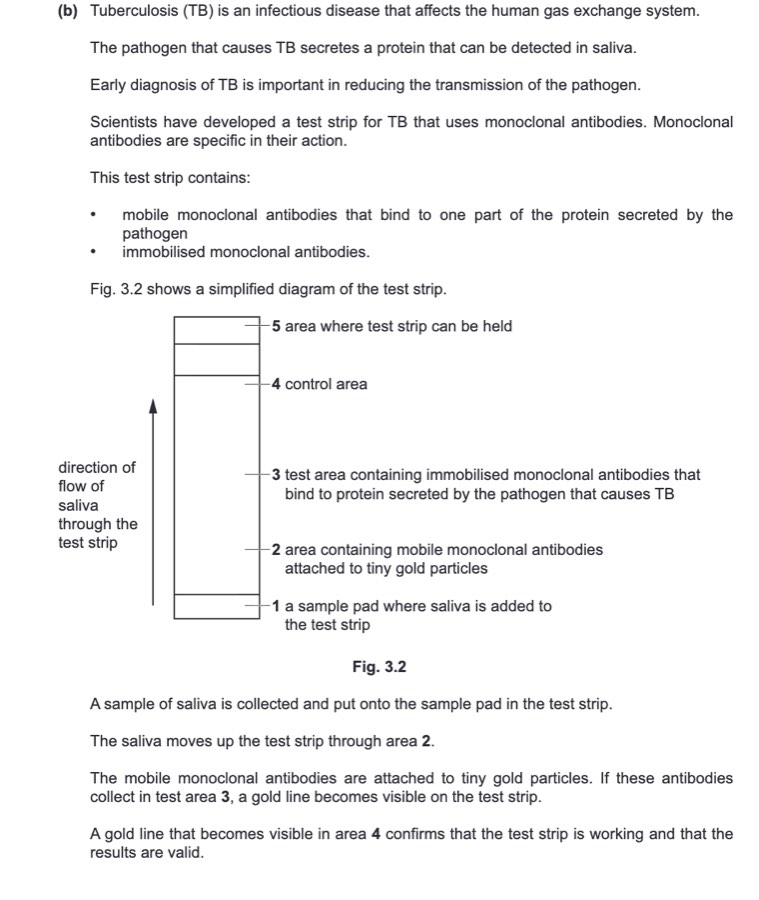 (b) Tuberculosis (TB) is an infectious disease that affects the human gas exchange system.
The pathogen that causes TB secretes a protein that can be detected in saliva.
Early diagnosis of TB is important in reducing the transmission of the pathogen.
Scientists have developed a test strip for TB that uses monoclonal antibodies. Monoclonal
antibodies are specific in their action.
This test strip contains:
• mobile monoclonal antibodies that bind to one part of the protein secreted by the
pathogen
• immobilised monoclonal antibodies.
Fig. 3.2 shows a simplified diagram of the test strip.
5 area where test strip can be held
4 control area
direction of
flow of
saliva
through the
test strip
3 test area containing immobilised monoclonal antibodies that
bind to protein secreted by the pathogen that causes TB
2 area containing mobile monoclonal antibodies
attached to tiny gold particles
1 a sample pad where saliva is added to
the test strip
Fig. 3.2
A sample of saliva is collected and put onto the sample pad in the test strip.
The saliva moves up the test strip through area 2.
The mobile monoclonal antibodies are attached to tiny gold particles. If these antibodies
collect in test area 3, a gold line becomes visible on the test strip.
A gold line that becomes visible in area 4 confirms that the test strip is working and that the
results are valid.